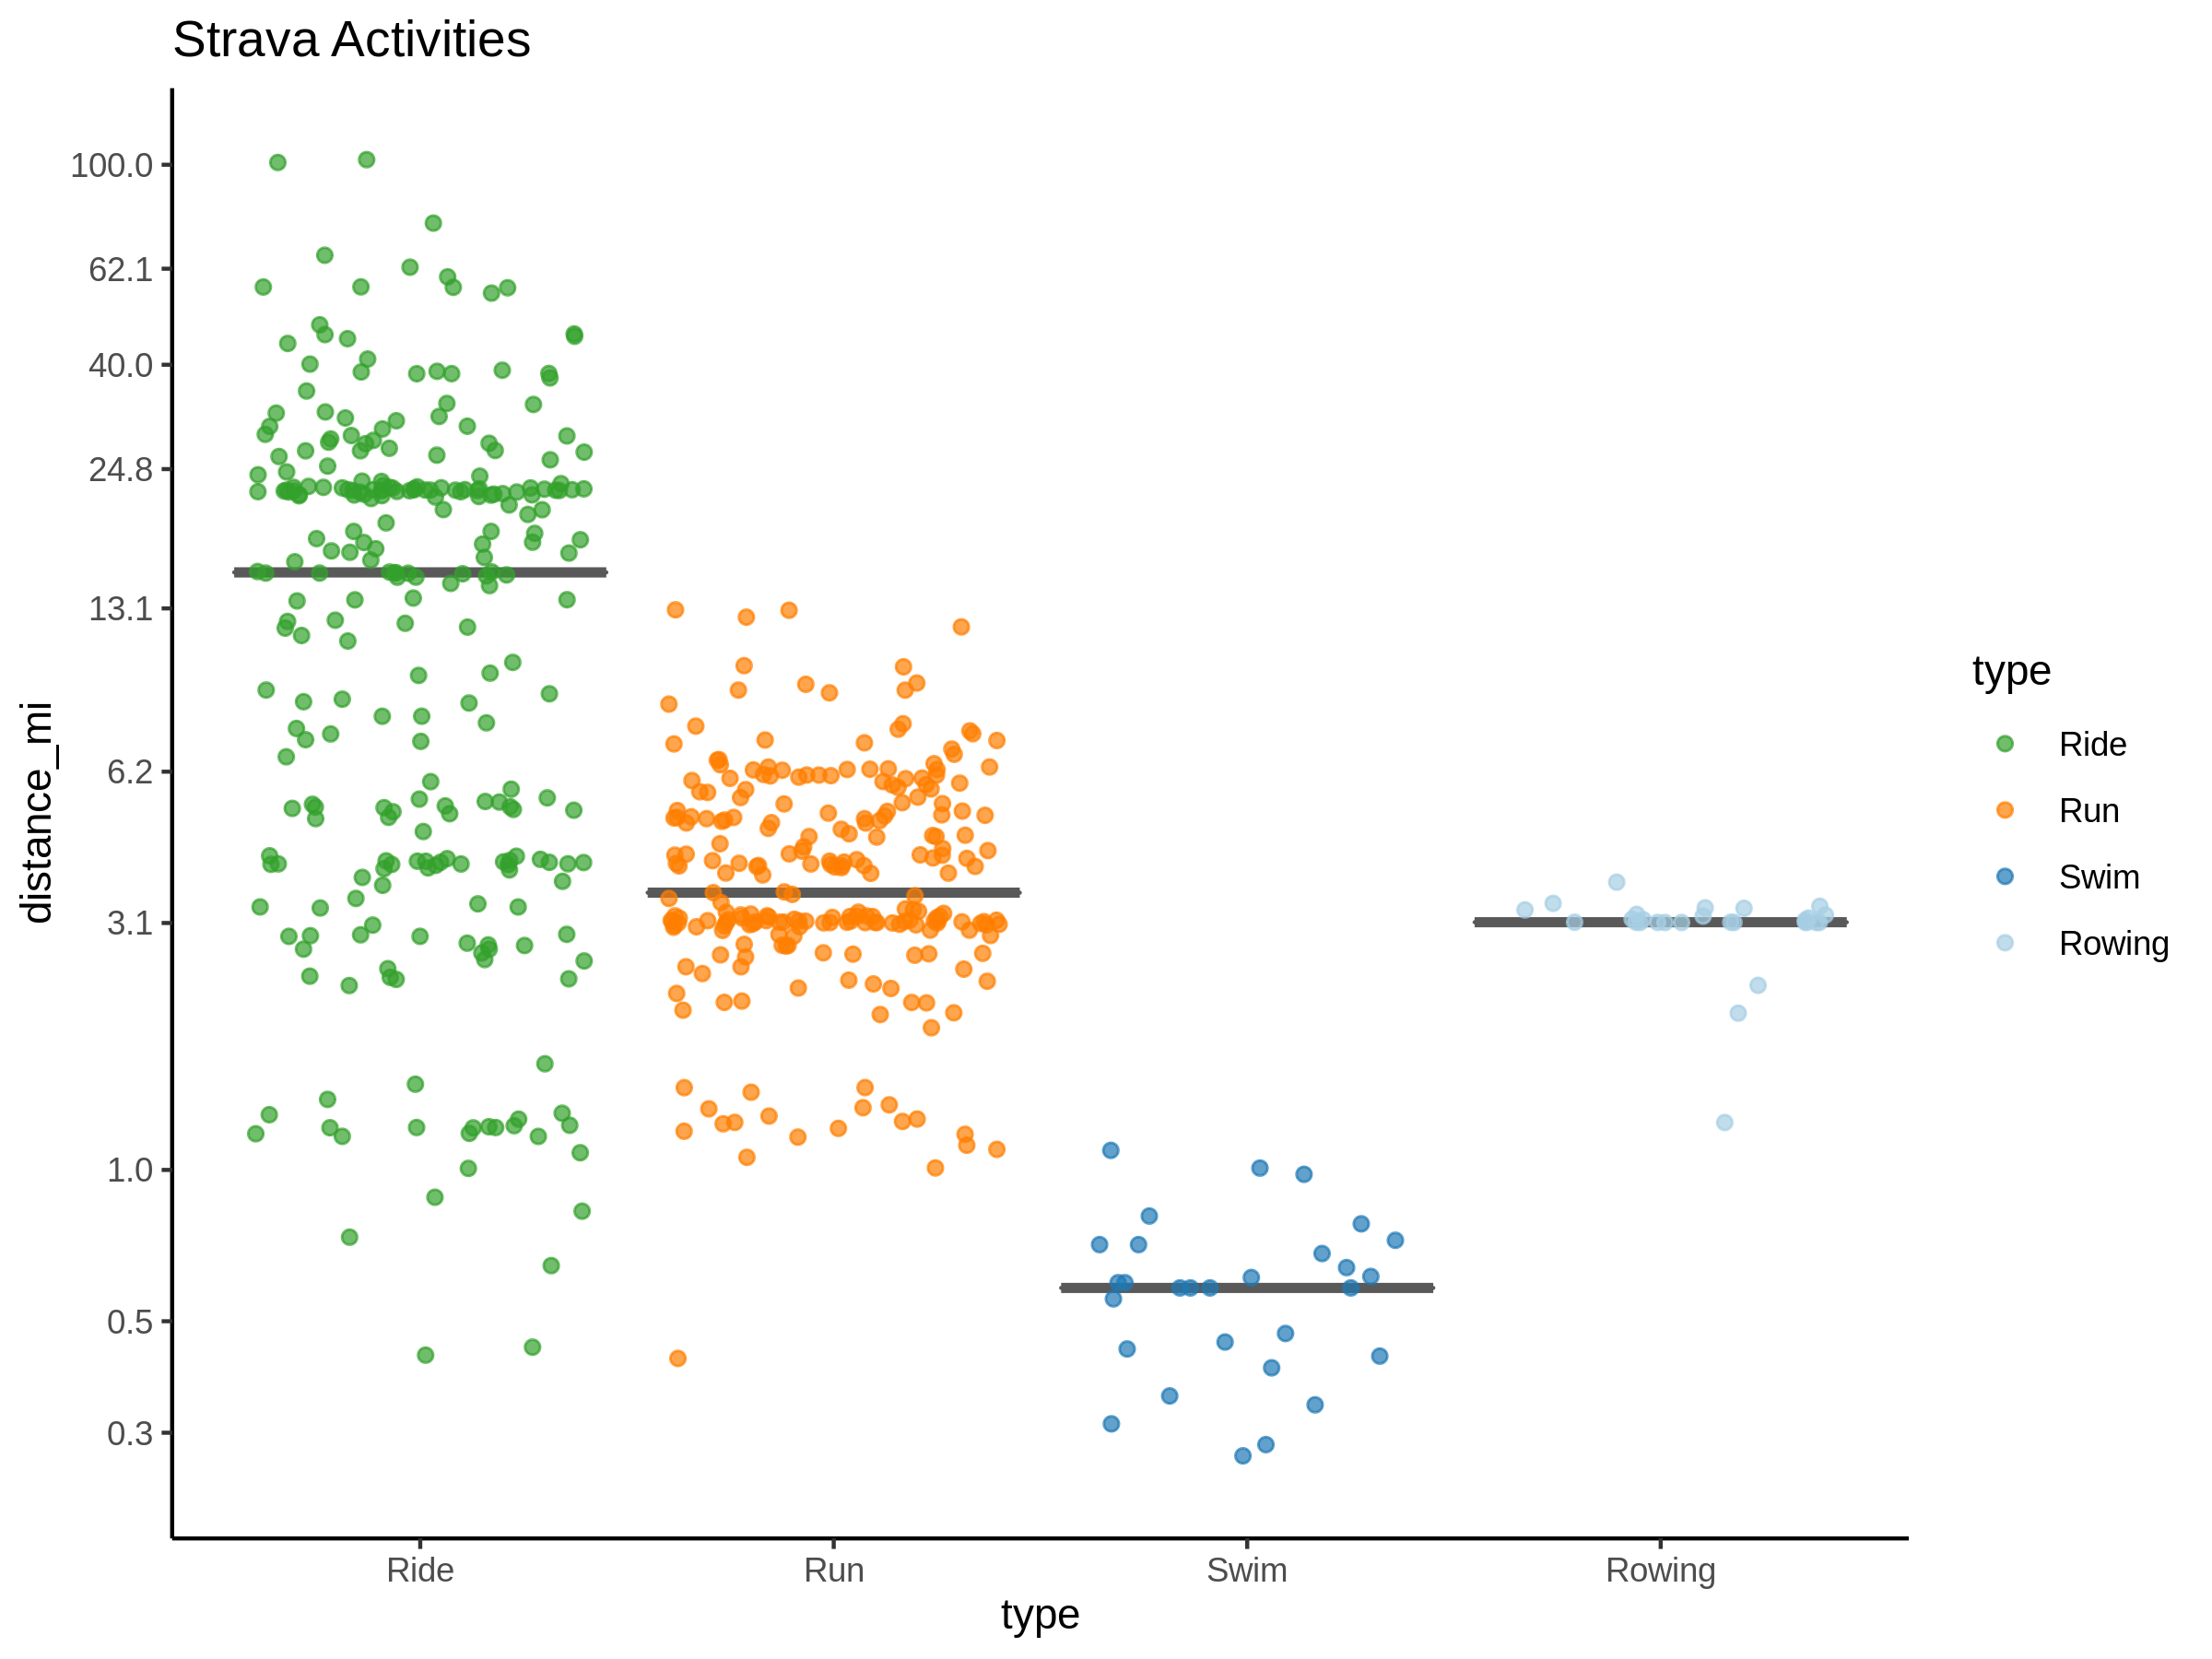 Strava Activities
distance_mi
100.0
62.1
40.0
24.8
13.1
6.2
3.1
1.0
0.5
0.3
Ride
Run
Swim
Rowing
type
type
Ride
Run
Swim
Rowing